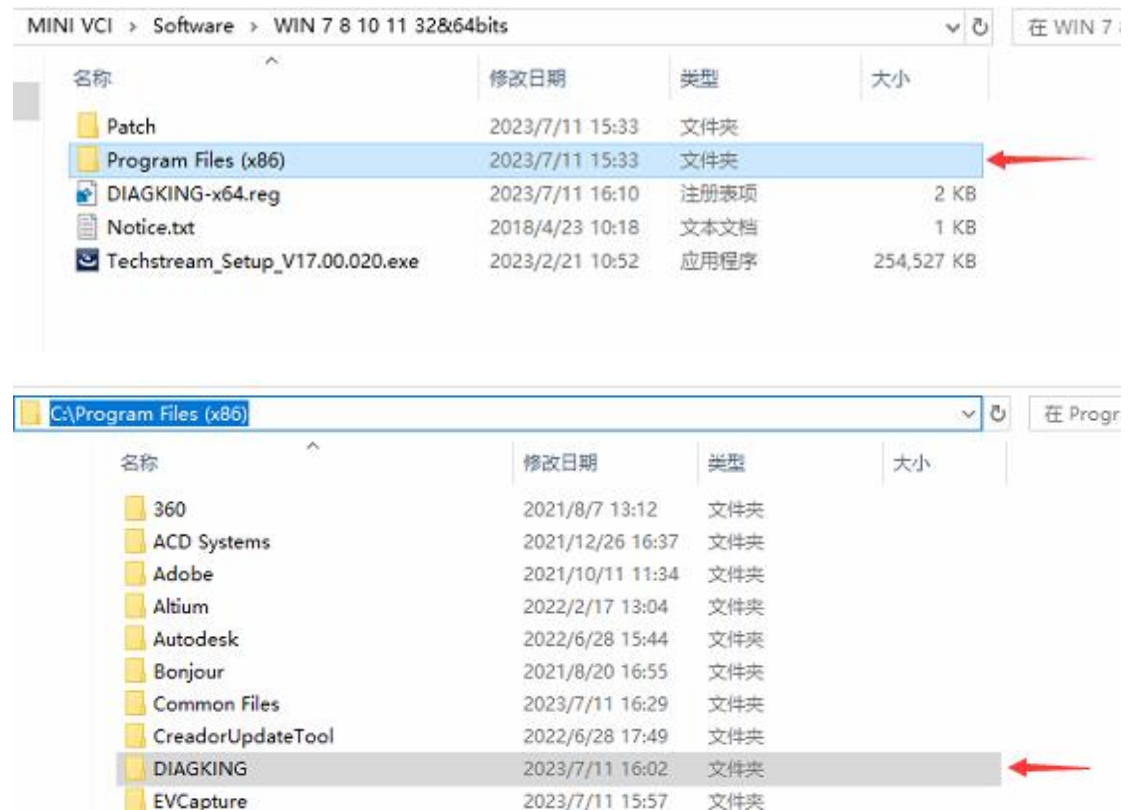 MINI VCI > Software > WIN 7 8 10 11 32&64bits 在 WIN 7 8
名称 修改日期 类型 大小
Patch 2023/7/11 15:33 文件夹
Program Files (x86) 2023/7/11 15:33 文件夹
DIAGKING-x64.reg 2023/7/11 16:10 注册表项 2 KB
Notice.txt 2018/4/23 10:18 文本文档 1 KB
Techstream_Setup_V17.00.020.exe 2023/2/21 10:52 应用程序 254,527 KB
C:\Program Files (x86) 在 Progr
名称 修改日期 类型 大小
360 2021/8/7 13:12 文件夹
ACD Systems 2021/12/26 16:37 文件夹
Adobe 2021/10/11 11:34 文件夹
Altium 2022/2/17 13:04 文件夹
Autodesk 2022/6/28 15:44 文件夹
Bonjour 2021/8/20 16:55 文件夹
Common Files 2023/7/11 16:29 文件夹
CreadorUpdateTool 2022/6/28 17:49 文件夹
DIAGKING 2023/7/11 16:02 文件夹
EVCapture 2023/7/11 15:57 文件夹